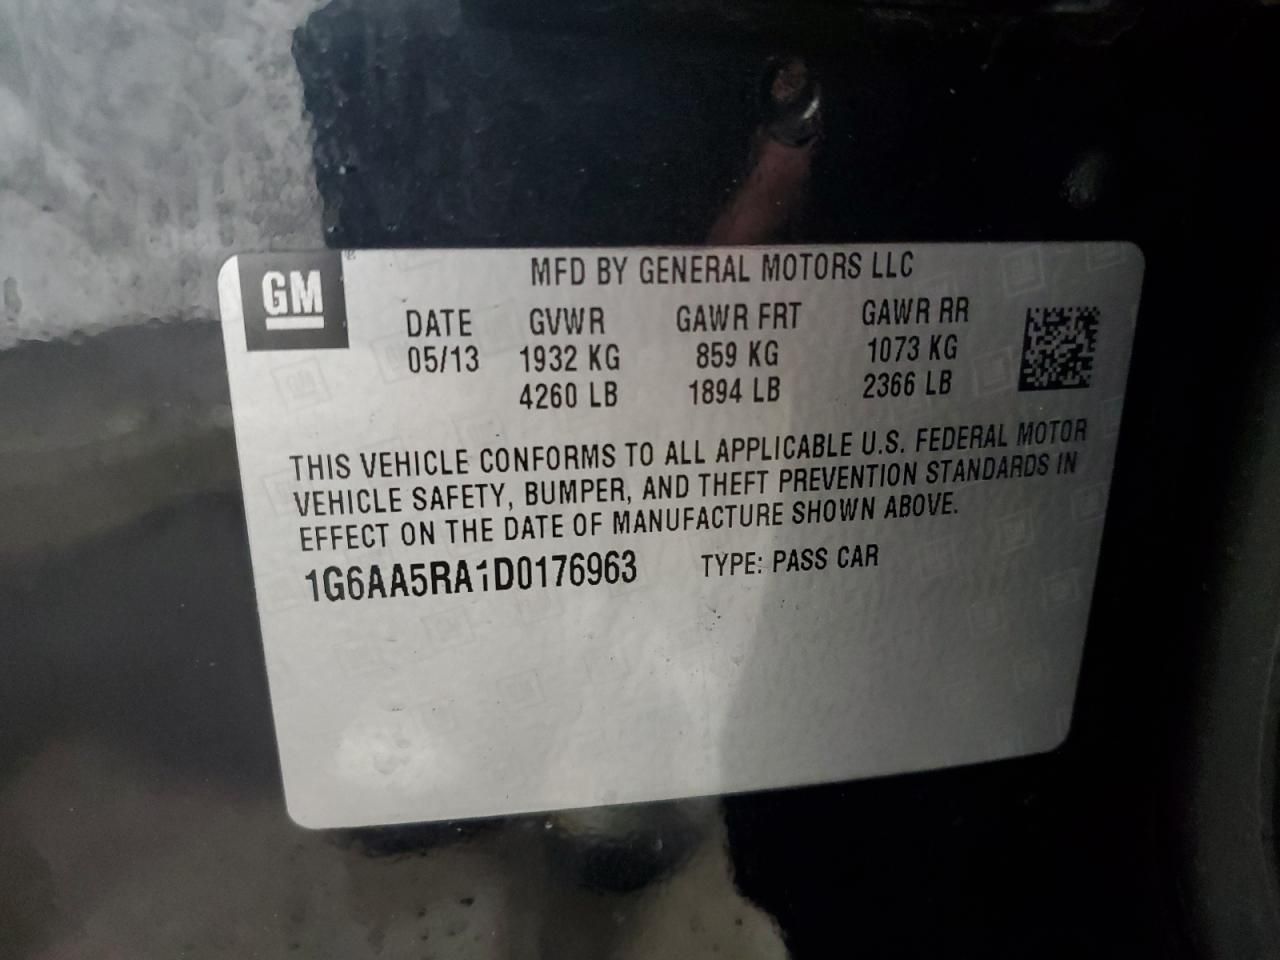 GM
MFD BY GENERAL MOTORS LLC
DATE GVWR GAWR FRT GAWR RR
05/13 1932 KG 859 KG 1073 KG
4260 LB 1894 LB 2366 LB
THIS VEHICLE CONFORMS TO ALL APPLICABLE U.S. FEDERAL MOTOR
VEHICLE SAFETY, BUMPER, AND THEFT PREVENTION STANDARDS IN
EFFECT ON THE DATE OF MANUFACTURE SHOWN ABOVE.
1G6AA5RA1D0176963 TYPE: PASS CAR